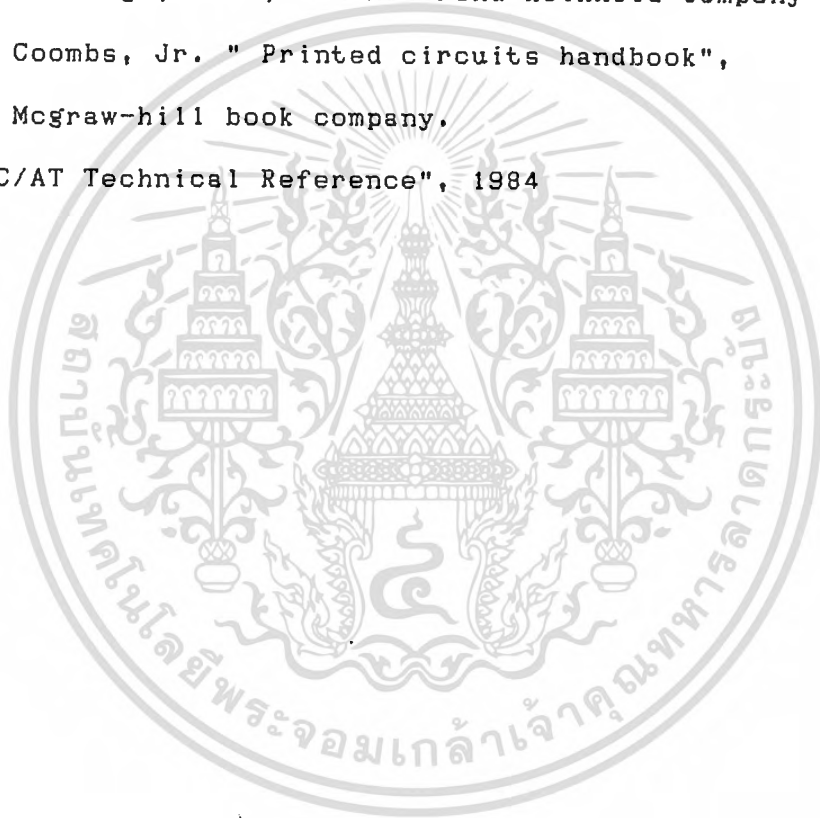 Coombs, Jr. " Printed circuits handbook",
Mcgraw-hill book company.
C/AT Technical Reference", 1984
สถาบันเทคโนโลยีพระจอมเกล้าเจ้าคุณทหารลาดกระบัง
๔